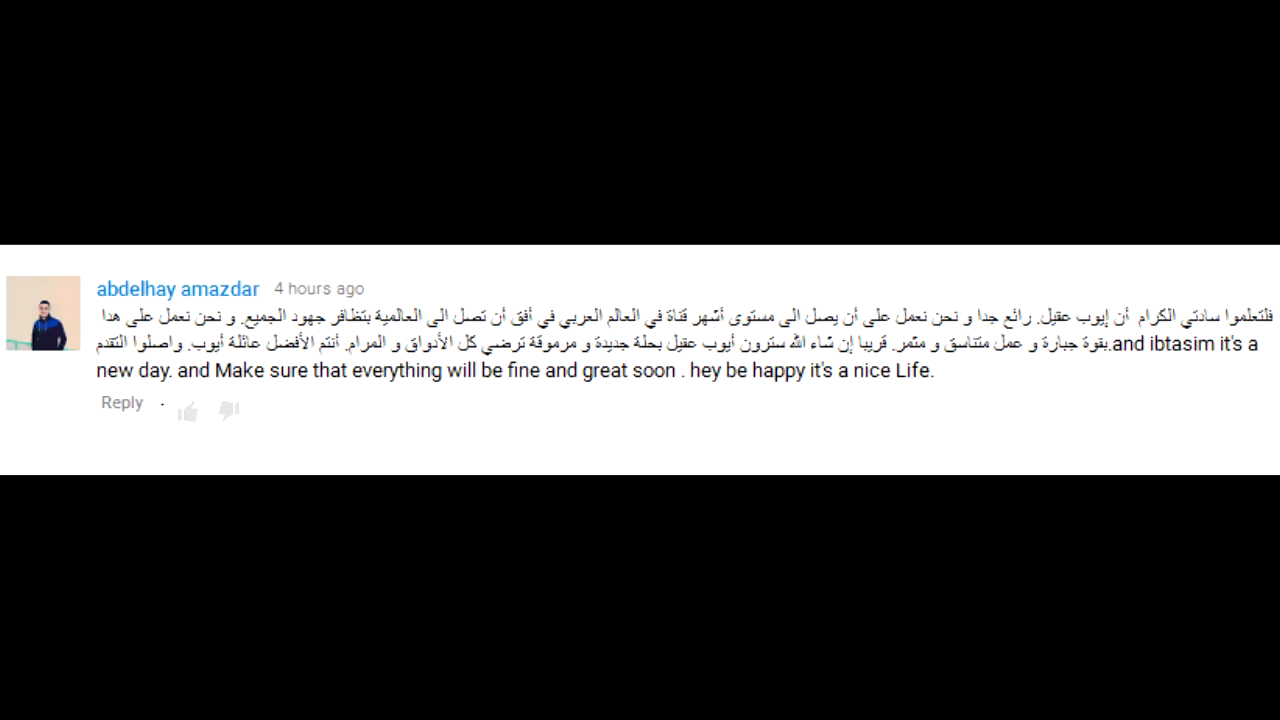 abdelhay amazdar 4 hours ago
فلتعلموا سادتي الكرام أن إيوب عقيل. رائع جدا و نحن نعمل على أن يصل الى مستوى أشهر قناة في العالم العربي في أفق أن تصل الى العالمية بتظافر جهود الجميع. و نحن نعمل على هدا
بقوة جبارة و عمل متناسق و مثمر. قريبا إن شاء الله سترون أيوب عقيل بحلة جديدة و مرموقة ترضي كل الأدواق و المرام. أنتم الأفضل عائلة أيوب. واصلوا التقدم.and ibtasim it's a
new day. and Make sure that everything will be fine and great soon . hey be happy it's a nice Life.
Reply .